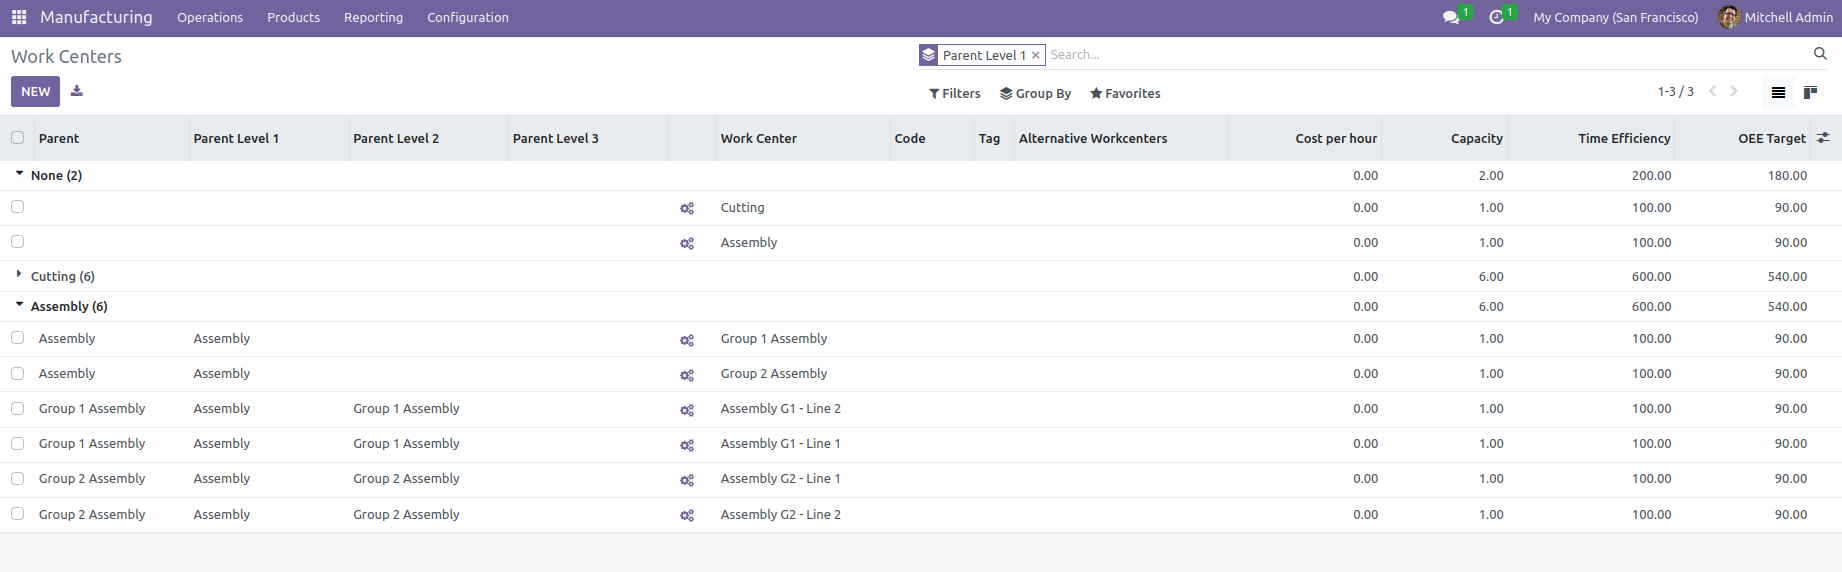 Manufacturing Operations Products Reporting Configuration 1 1 My Company (San Francisco) Mitchell Admin
Work Centers Parent Level 1 × Search...
NEW Filters Group By Favorites 1-3 / 3
Parent Parent Level 1 Parent Level 2 Parent Level 3 Work Center Code Tag Alternative Workcenters Cost per hour Capacity Time Efficiency OEE Target
None (2) 0.00 2.00 200.00 180.00
Cutting 0.00 1.00 100.00 90.00
Assembly 0.00 1.00 100.00 90.00
Cutting (6) 0.00 6.00 600.00 540.00
Assembly (6) 0.00 6.00 600.00 540.00
Assembly Assembly Group 1 Assembly 0.00 1.00 100.00 90.00
Assembly Assembly Group 2 Assembly 0.00 1.00 100.00 90.00
Group 1 Assembly Assembly Group 1 Assembly Assembly G1 - Line 2 0.00 1.00 100.00 90.00
Group 1 Assembly Assembly Group 1 Assembly Assembly G1 - Line 1 0.00 1.00 100.00 90.00
Group 2 Assembly Assembly Group 2 Assembly Assembly G2 - Line 1 0.00 1.00 100.00 90.00
Group 2 Assembly Assembly Group 2 Assembly Assembly G2 - Line 2 0.00 1.00 100.00 90.00